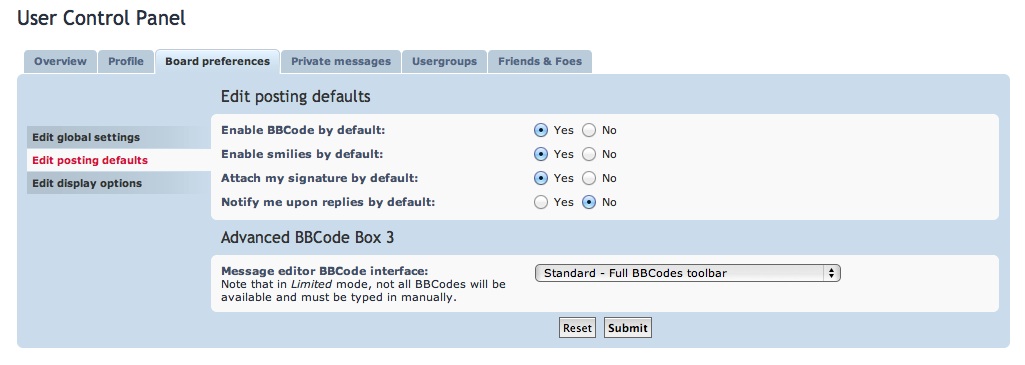 User Control Panel
Overview Profile Board preferences Private messages Usergroups Friends & Foes
Edit posting defaults
Edit global settings
Edit posting defaults
Edit display options
Enable BBCode by default: Yes No
Enable smilies by default: Yes No
Attach my signature by default: Yes No
Notify me upon replies by default: Yes No
Advanced BBCode Box 3
Message editor BBCode interface: Standard - Full BBCodes toolbar
Note that in Limited mode, not all BBCodes will be
available and must be typed in manually.
Reset Submit